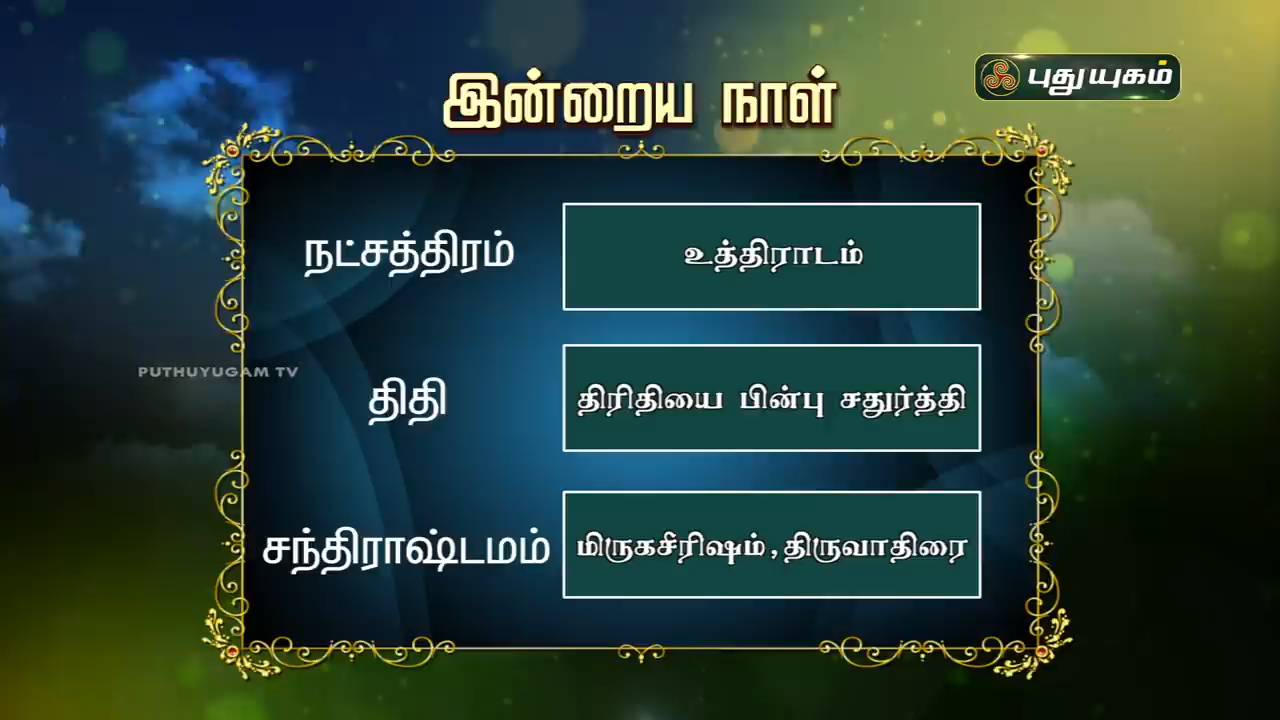 புதுயுகம்
இன்றைய நாள்
நட்சத்திரம்
உத்திராடம்
PUTHUYUGAM TV
திதி
திரிதியை பின்பு சதுர்த்தி
சந்திராஷ்டமம்
மிருகசீரிஷம்,திருவாதிரை